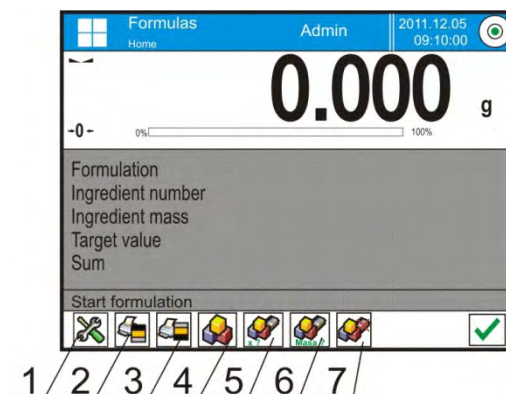 Formulas
Home
Admin
2011.12.05
09:10:00
0.000 g
→0←
0% 100%
Formulation
Ingredient number
Ingredient mass
Target value
Sum
Start formulation
x ? Masa ?
1 2 3 4 5 6 7